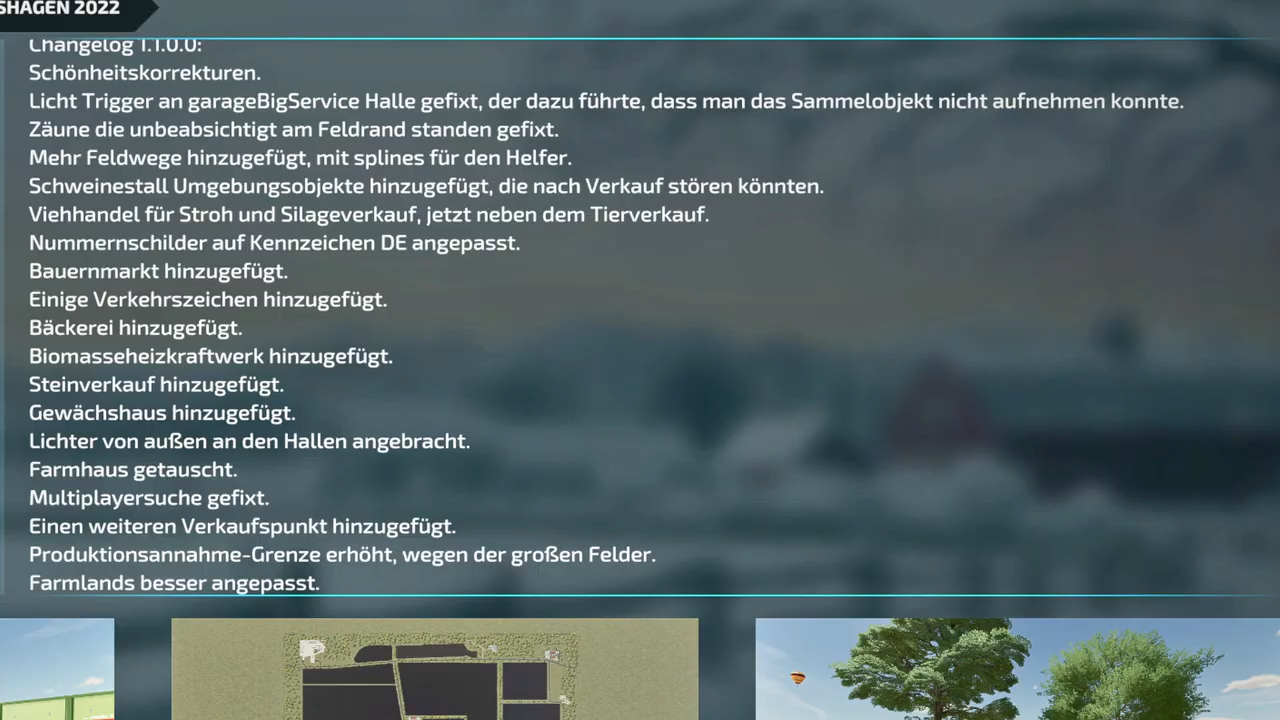 SHAGEN 2022
Changelog 1.1.0.0:
Schönheitskorrekturen.
Licht Trigger an garageBigService Halle gefixt, der dazu führte, dass man das Sammelobjekt nicht aufnehmen konnte.
Zäune die unbeabsichtigt am Feldrand standen gefixt.
Mehr Feldwege hinzugefügt, mit splines für den Helfer.
Schweinestall Umgebungsobjekte hinzugefügt, die nach Verkauf stören könnten.
Viehhandel für Stroh und Silageverkauf, jetzt neben dem Tierverkauf.
Nummernschilder auf Kennzeichen DE angepasst.
Bauernmarkt hinzugefügt.
Einige Verkehrszeichen hinzugefügt.
Bäckerei hinzugefügt.
Biomasseheizkraftwerk hinzugefügt.
Steinverkauf hinzugefügt.
Gewächshaus hinzugefügt.
Lichter von außen an den Hallen angebracht.
Farmhaus getauscht.
Multiplayersuche gefixt.
Einen weiteren Verkaufspunkt hinzugefügt.
Produktionsannahme-Grenze erhöht, wegen der großen Felder.
Farmlands besser angepasst.